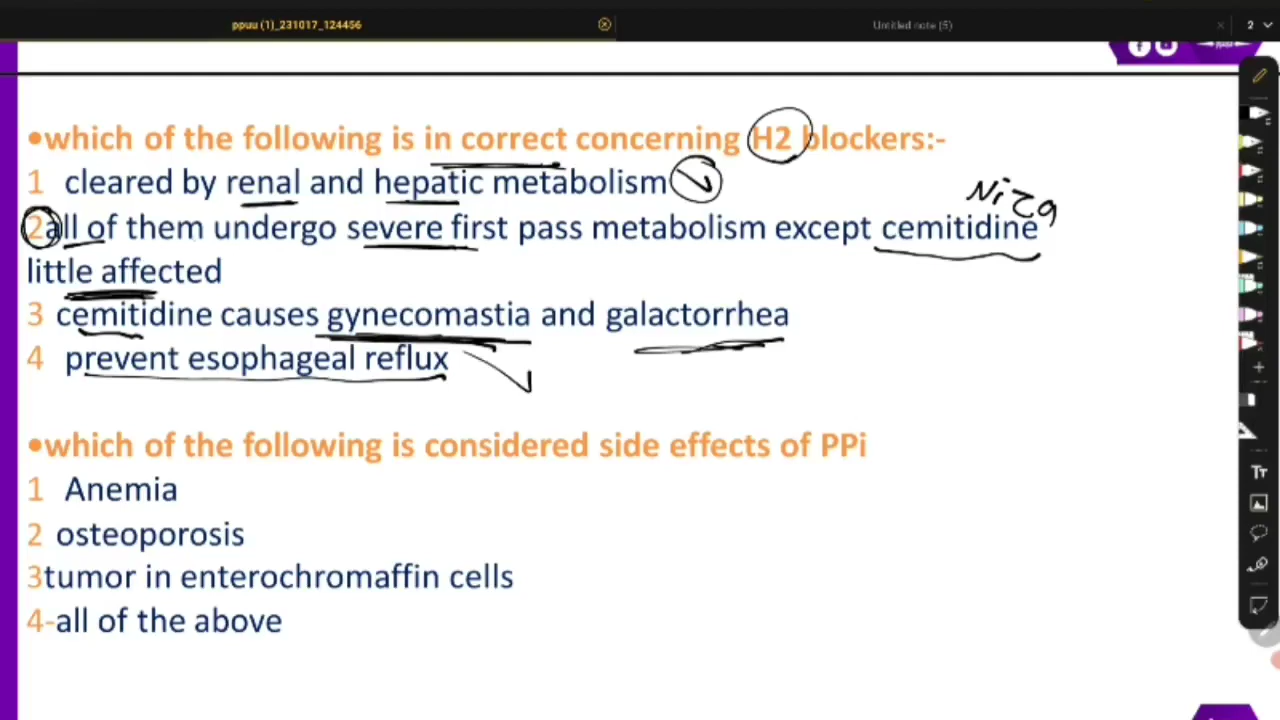 ppuu (1)_231017_124456
Untitled note (5)
2
•which of the following is in correct concerning H2 blockers:-
1 cleared by renal and hepatic metabolism
Niza
2all of them undergo severe first pass metabolism except cemitidine
little affected
3 cemitidine causes gynecomastia and galactorrhea
4 prevent esophageal reflux
•which of the following is considered side effects of PPi
1 Anemia
2 osteoporosis
3tumor in enterochromaffin cells
4-all of the above
Tт